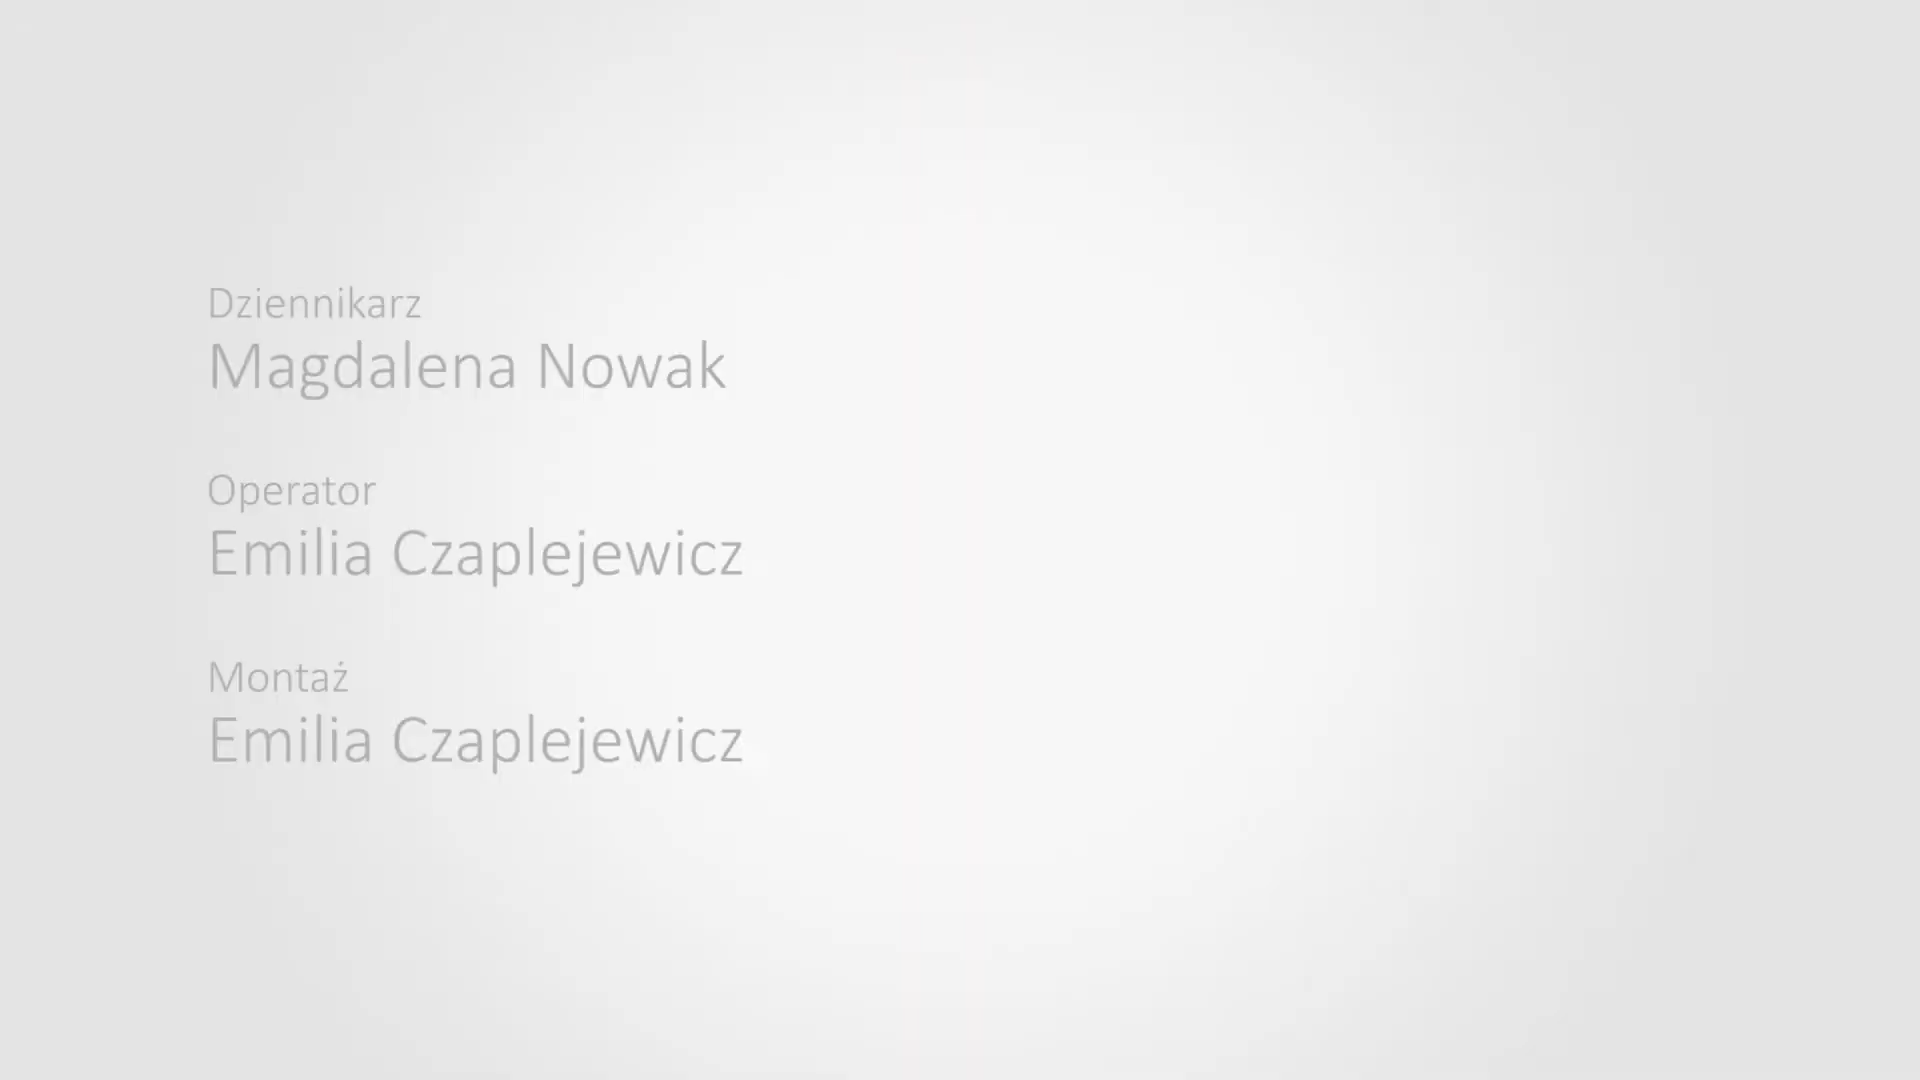 Dziennikarz
Magdalena Nowak
Operator
Emilia Czaplejewicz
Montaż
Emilia Czaplejewicz